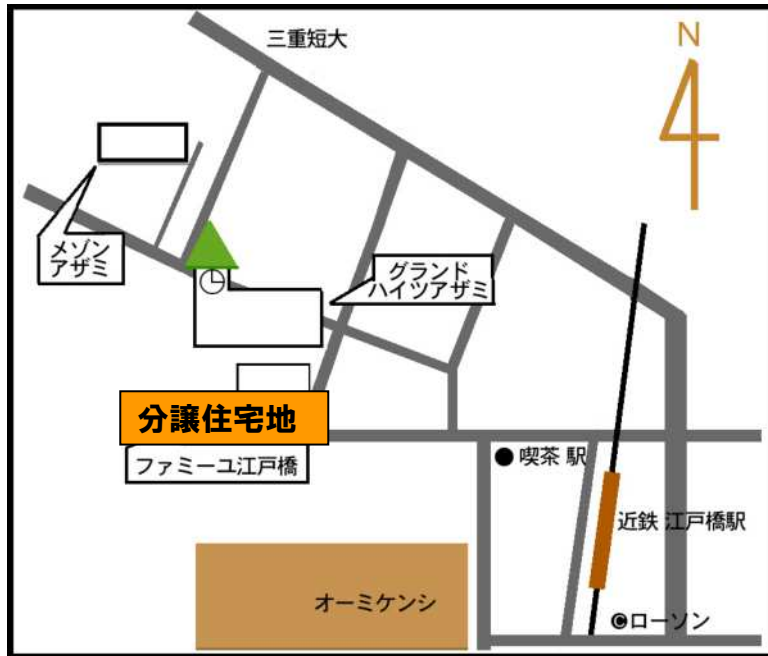 三重短大
N
メゾン
アザミ
グランド
ハイツアザミ
分譲住宅地
ファミーユ江戸橋
喫茶 駅
近鉄 江戸橋駅
オーミケンシ
ローソン